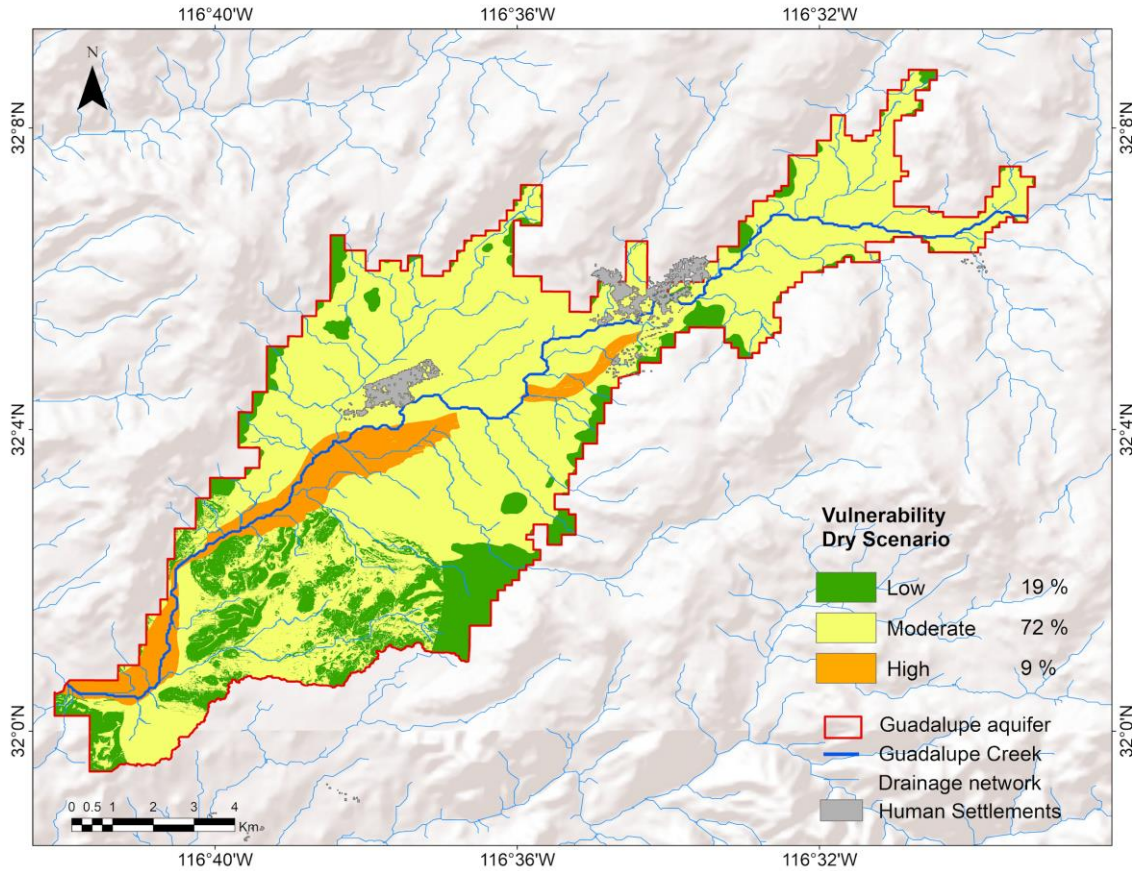 116°40'W 116°36'W 116°32'W
N
32°8'N 32°8'N
32°4'N 32°4'N
Vulnerability
Dry Scenario
Low 19 %
Moderate 72 %
High 9 %
32°0'N 32°0'N
Guadalupe aquifer
Guadalupe Creek
Drainage network
Human Settlements
0 0.5 1 2 3 4
Km
116°40'W 116°36'W 116°32'W